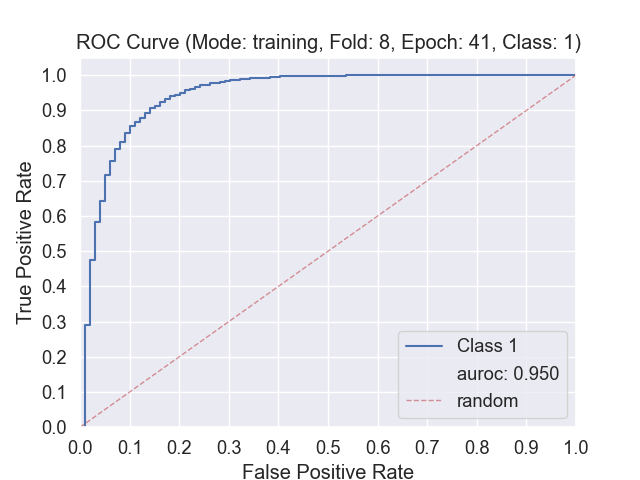 ROC Curve (Mode: training, Fold: 8, Epoch: 41, Class: 1)
True Positive Rate
1.0
0.9
0.8
0.7
0.6
0.5
0.4
0.3
0.2
0.1
0.0
0.0 0.1 0.2 0.3 0.4 0.5 0.6 0.7 0.8 0.9 1.0
False Positive Rate
Class 1
auroc: 0.950
random